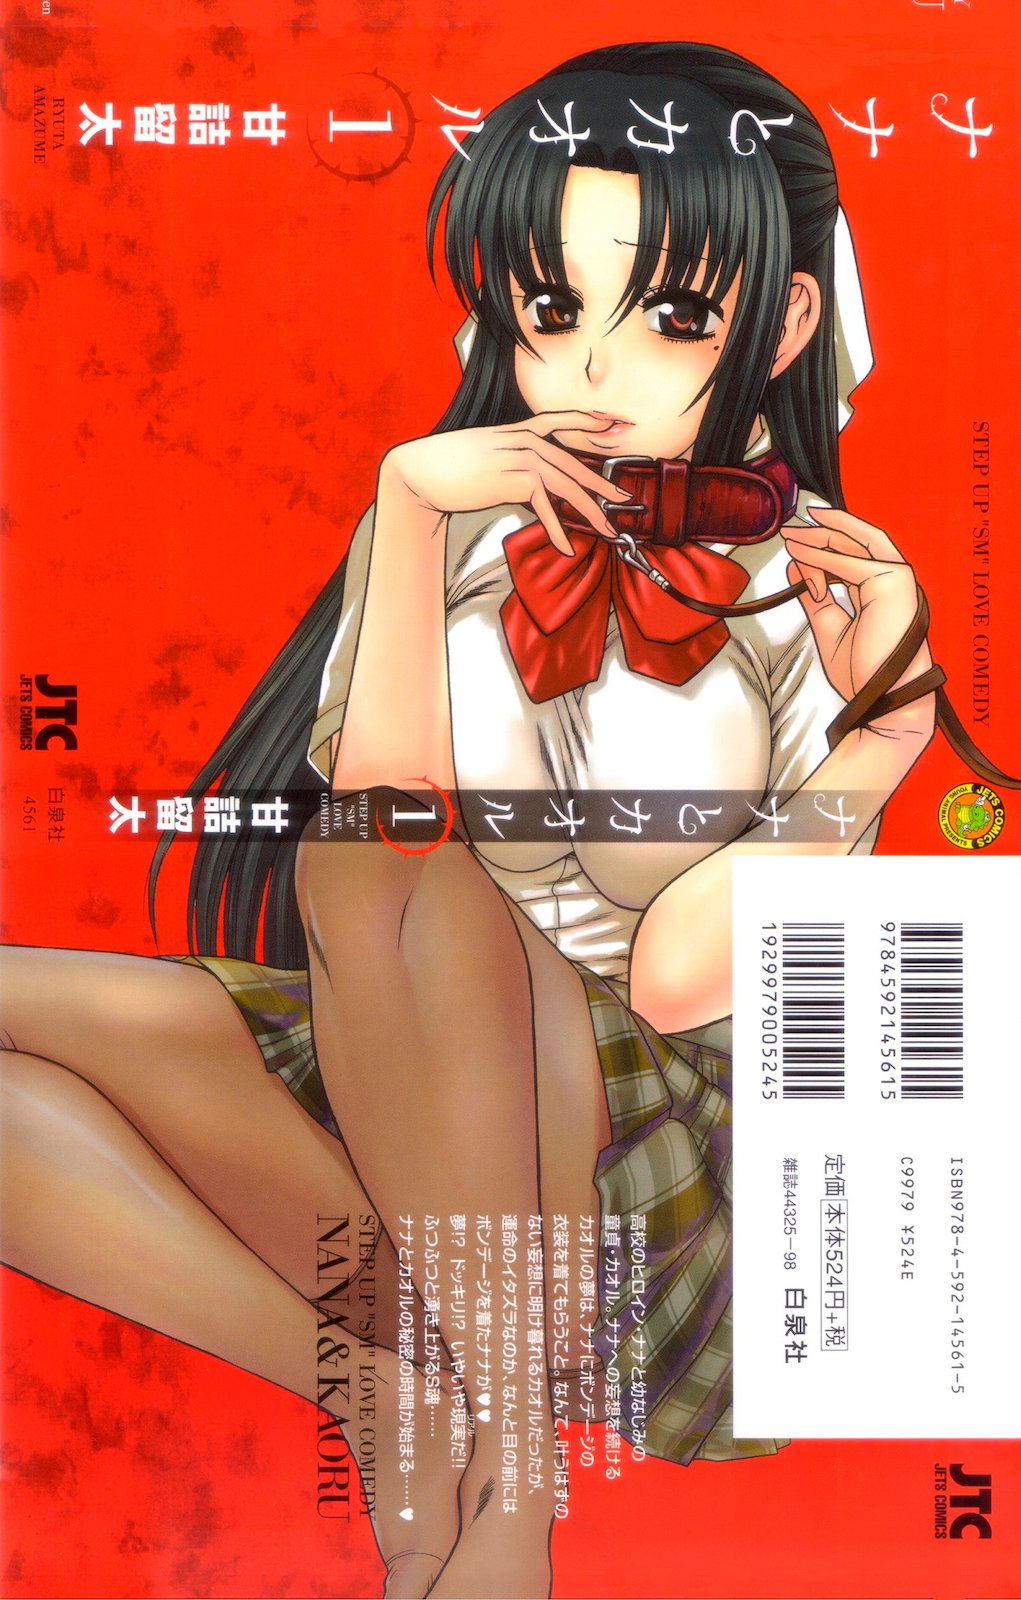 ナナとカオル
1
甘詰留太
RYUTA
AMAZUME
STEP UP "SM" LOVE COMEDY
JTC
JETS COMICS
JETS COMICS
YOUNG ANIMAL PRESENTS
ナナとカオル
1
STEP UP
"SM"
LOVE
COMEDY
甘詰留太
JTC
JETS COMICS
白泉社
4561
9784592145615
1929979005245
ISBN978-4-592-14561-5
C9979 ¥524E
定価 本体524円+税
雑誌44325-98 白泉社
高校のヒロイン・ナナと幼なじみの
童貞・カオル。ナナへの妄想を続ける
カオルの夢は、ナナにボンデージの
衣装を着てもらうこと。なんて、叶うはずの
ない妄想に明け暮れるカオルだったが、
運命のイタズラなのか、なんと目の前には
ボンデージを着たナナが♥♥
夢!? ドッキリ!? いやいや現実だ!!
リアル
ふつふつと湧き上がるS魂……
ナナとカオルの秘密の時間が始まる……♥
STEP UP "SM" LOVE COMEDY
NANA&KAORU
JTC
JETS COMICS
en